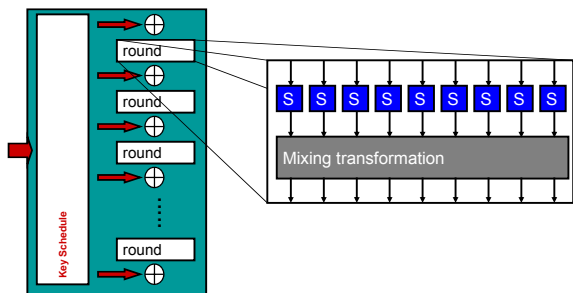 Key Schedule
round
round
round
round
S S S S S S S S S
Mixing transformation